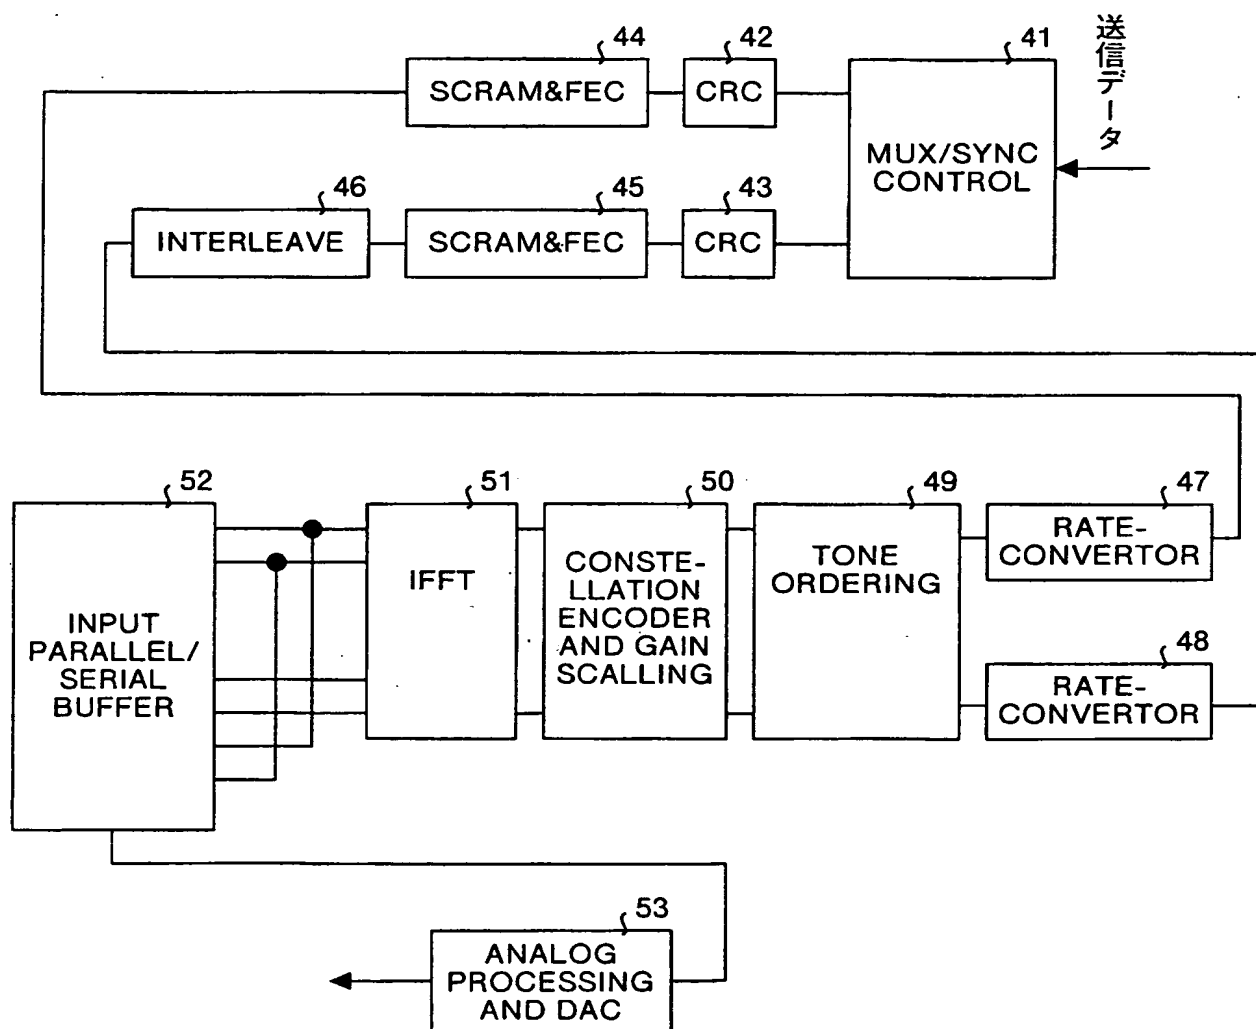 44
42
41
送信データ
SCRAM&FEC
CRC
MUX/SYNC
CONTROL
46
45
43
INTERLEAVE
SCRAM&FEC
CRC
52
51
50
49
47
RATE-
CONVERTOR
IFFT
CONSTE-
LLATION
ENCODER
AND GAIN
SCALLING
TONE
ORDERING
INPUT
PARALLEL/
SERIAL
BUFFER
48
RATE-
CONVERTOR
53
ANALOG
PROCESSING
AND DAC